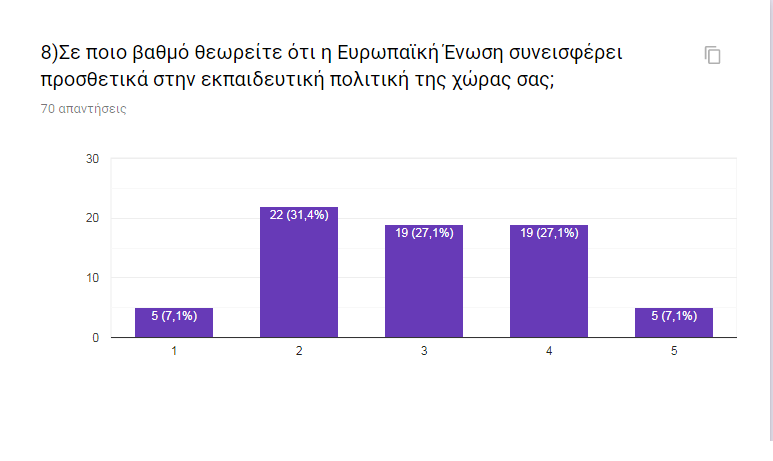 8)Σε ποιο βαθμό θεωρείτε ότι η Ευρωπαϊκή Ένωση συνεισφέρει
προσθετικά στην εκπαιδευτική πολιτική της χώρας σας;
70 απαντήσεις
30
20
10
0
5 (7,1%)
22 (31,4%)
19 (27,1%)
19 (27,1%)
5 (7,1%)
1 2 3 4 5